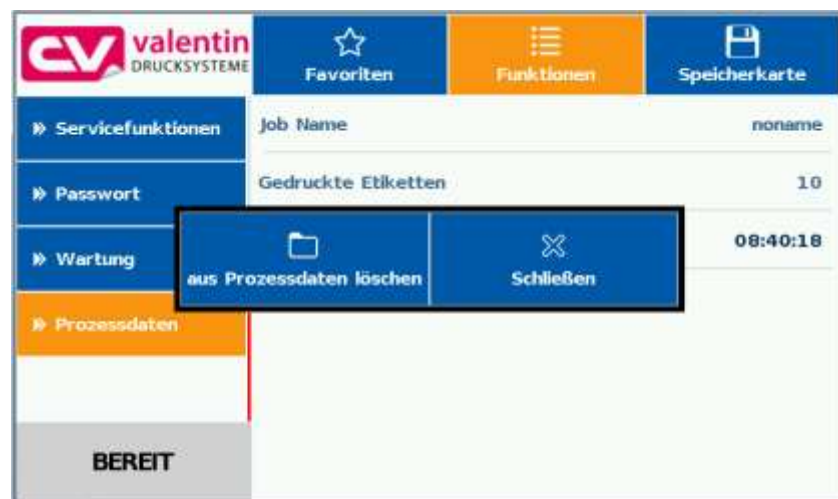 cv valentin
DRUCKSYSTEME
Favoriten
Funktionen
Speicherkarte
» Servicefunktionen
Job Name noname
» Passwort
Gedruckte Etiketten 10
» Wartung
08:40:18
aus Prozessdaten löschen
Schließen
» Prozessdaten
BEREIT